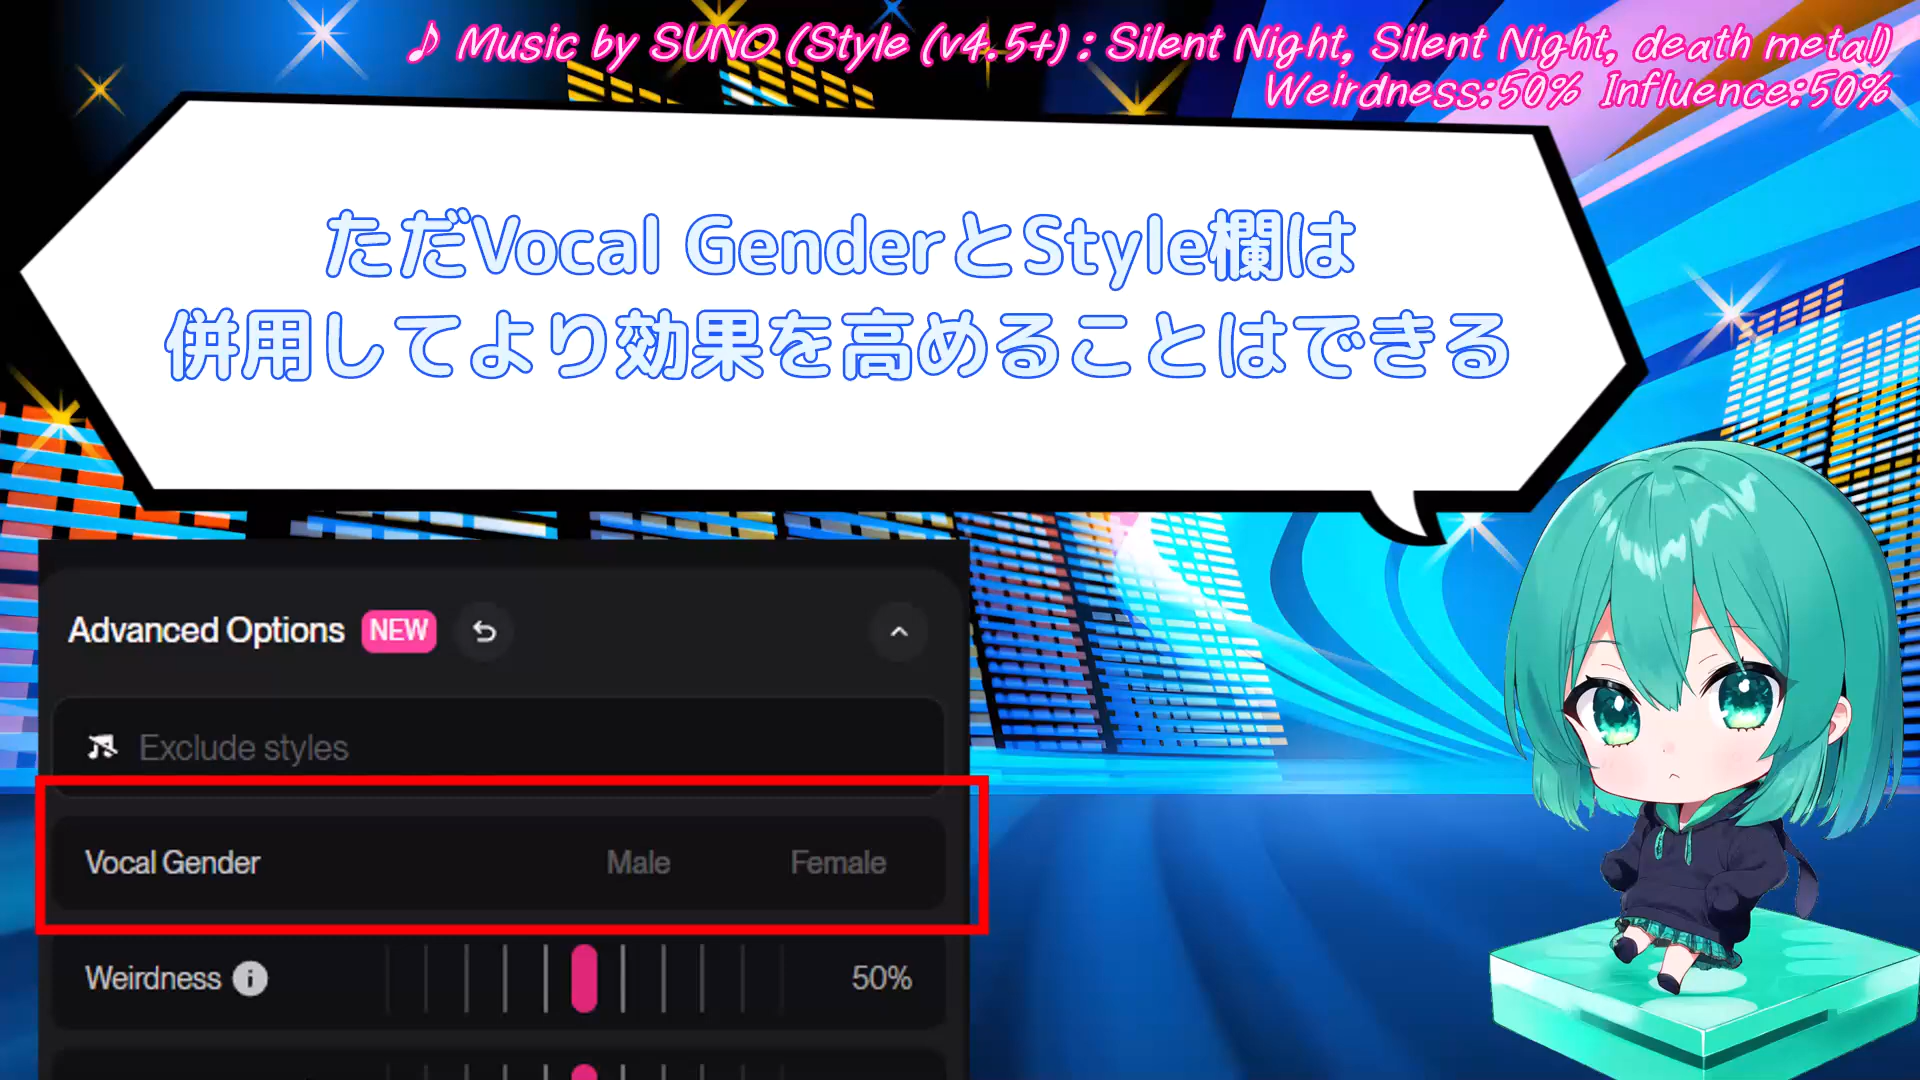 ♪ Music by SUNO (Style (v4.5+) : Silent Night, Silent Night, death metal)
Weirdness:50% Influence:50%
ただVocal GenderとStyle欄は
併用してより効果を高めることはできる
Advanced Options NEW
Exclude styles
Vocal Gender Male Female
Weirdness i 50%